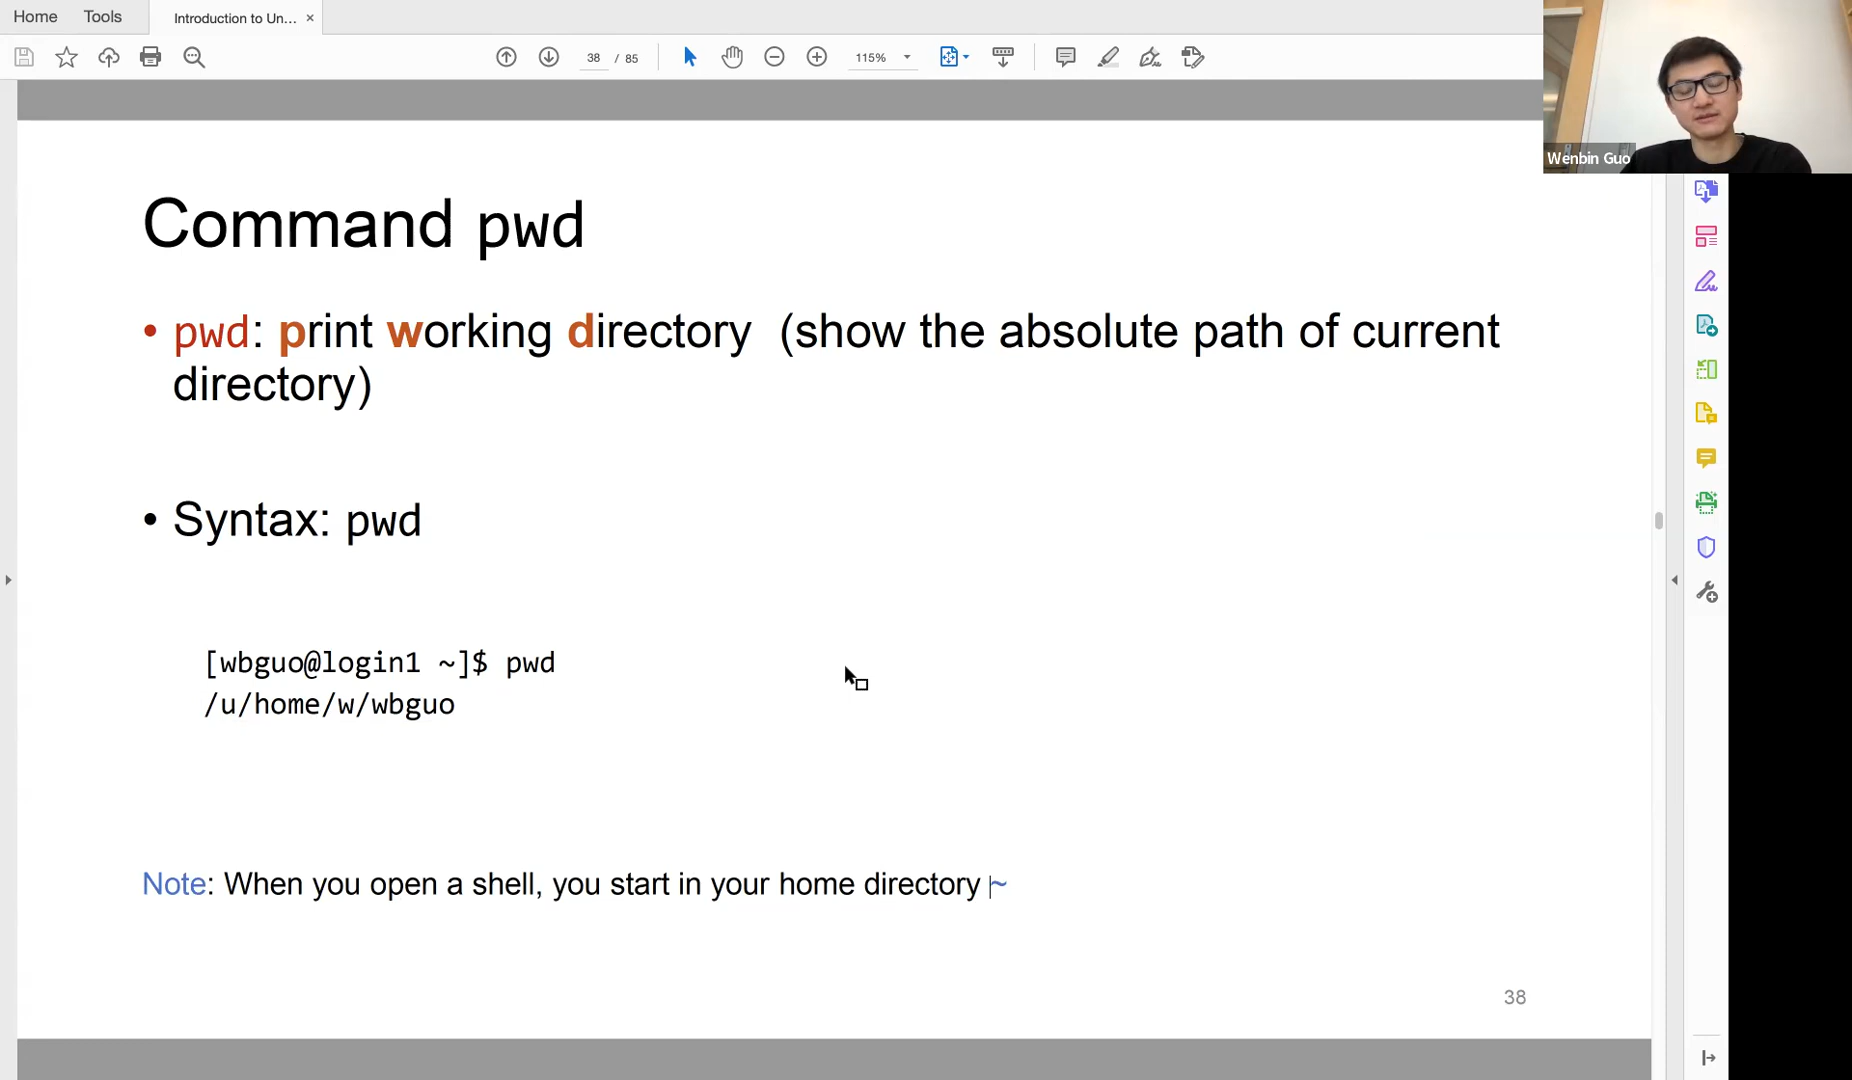 Home Tools Introduction to Un... ×
38 / 85 115%
Wenbin Guo
Command pwd
• pwd: print working directory (show the absolute path of current
directory)
• Syntax: pwd
[wbguo@login1 ~]$ pwd
/u/home/w/wbguo
Note: When you open a shell, you start in your home directory ~
38